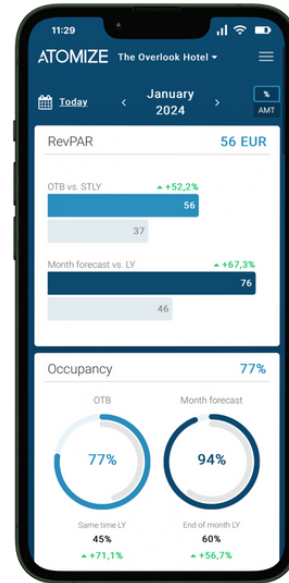 11:29
ATOMIZE The Overlook Hotel
Today
January
2024
%
AMT
RevPAR 56 EUR
OTB vs. STLY +52,2%
56
37
Month forecast vs. LY +67,3%
76
46
Occupancy 77%
OTB Month forecast
77% 94%
Same time LY End of month LY
45% 60%
+71,1% +56,7%